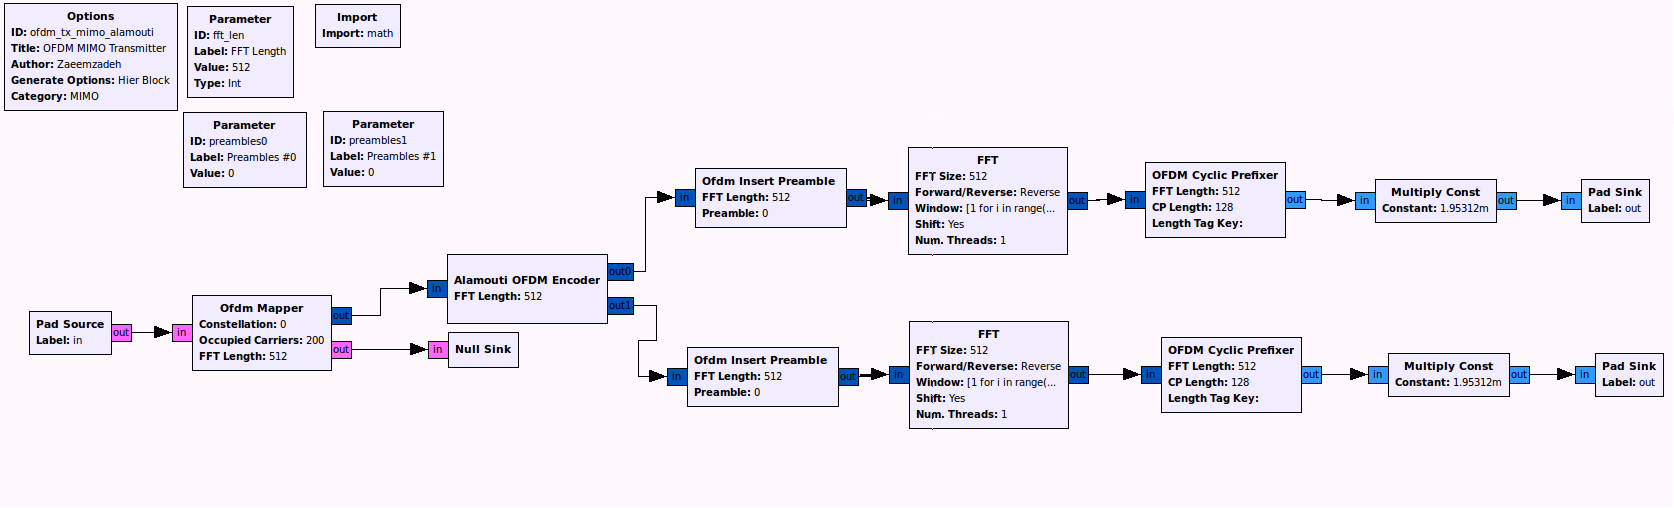 Options
ID: ofdm_tx_mimo_alamouti
Title: OFDM MIMO Transmitter
Author: Zaeemzadeh
Generate Options: Hier Block
Category: MIMO
Parameter
ID: fft_len
Label: FFT Length
Value: 512
Type: Int
Import
Import: math
Parameter
ID: preambles0
Label: Preambles #0
Value: 0
Parameter
ID: preambles1
Label: Preambles #1
Value: 0
Pad Source
Label: in
out
in
Ofdm Mapper
Constellation: 0
Occupied Carriers: 200
FFT Length: 512
out
out
in
Alamouti OFDM Encoder
FFT Length: 512
out0
out1
in
Null Sink
in
Ofdm Insert Preamble
FFT Length: 512
Preamble: 0
out
in
FFT
FFT Size: 512
Forward/Reverse: Reverse
Window: [1 for i in range(...
Shift: Yes
Num. Threads: 1
out
in
OFDM Cyclic Prefixer
FFT Length: 512
CP Length: 128
Length Tag Key:
out
in
Multiply Const
Constant: 1.95312m
out
in
Pad Sink
Label: out
in
Ofdm Insert Preamble
FFT Length: 512
Preamble: 0
out
in
FFT
FFT Size: 512
Forward/Reverse: Reverse
Window: [1 for i in range(...
Shift: Yes
Num. Threads: 1
out
in
OFDM Cyclic Prefixer
FFT Length: 512
CP Length: 128
Length Tag Key:
out
in
Multiply Const
Constant: 1.95312m
out
in
Pad Sink
Label: out